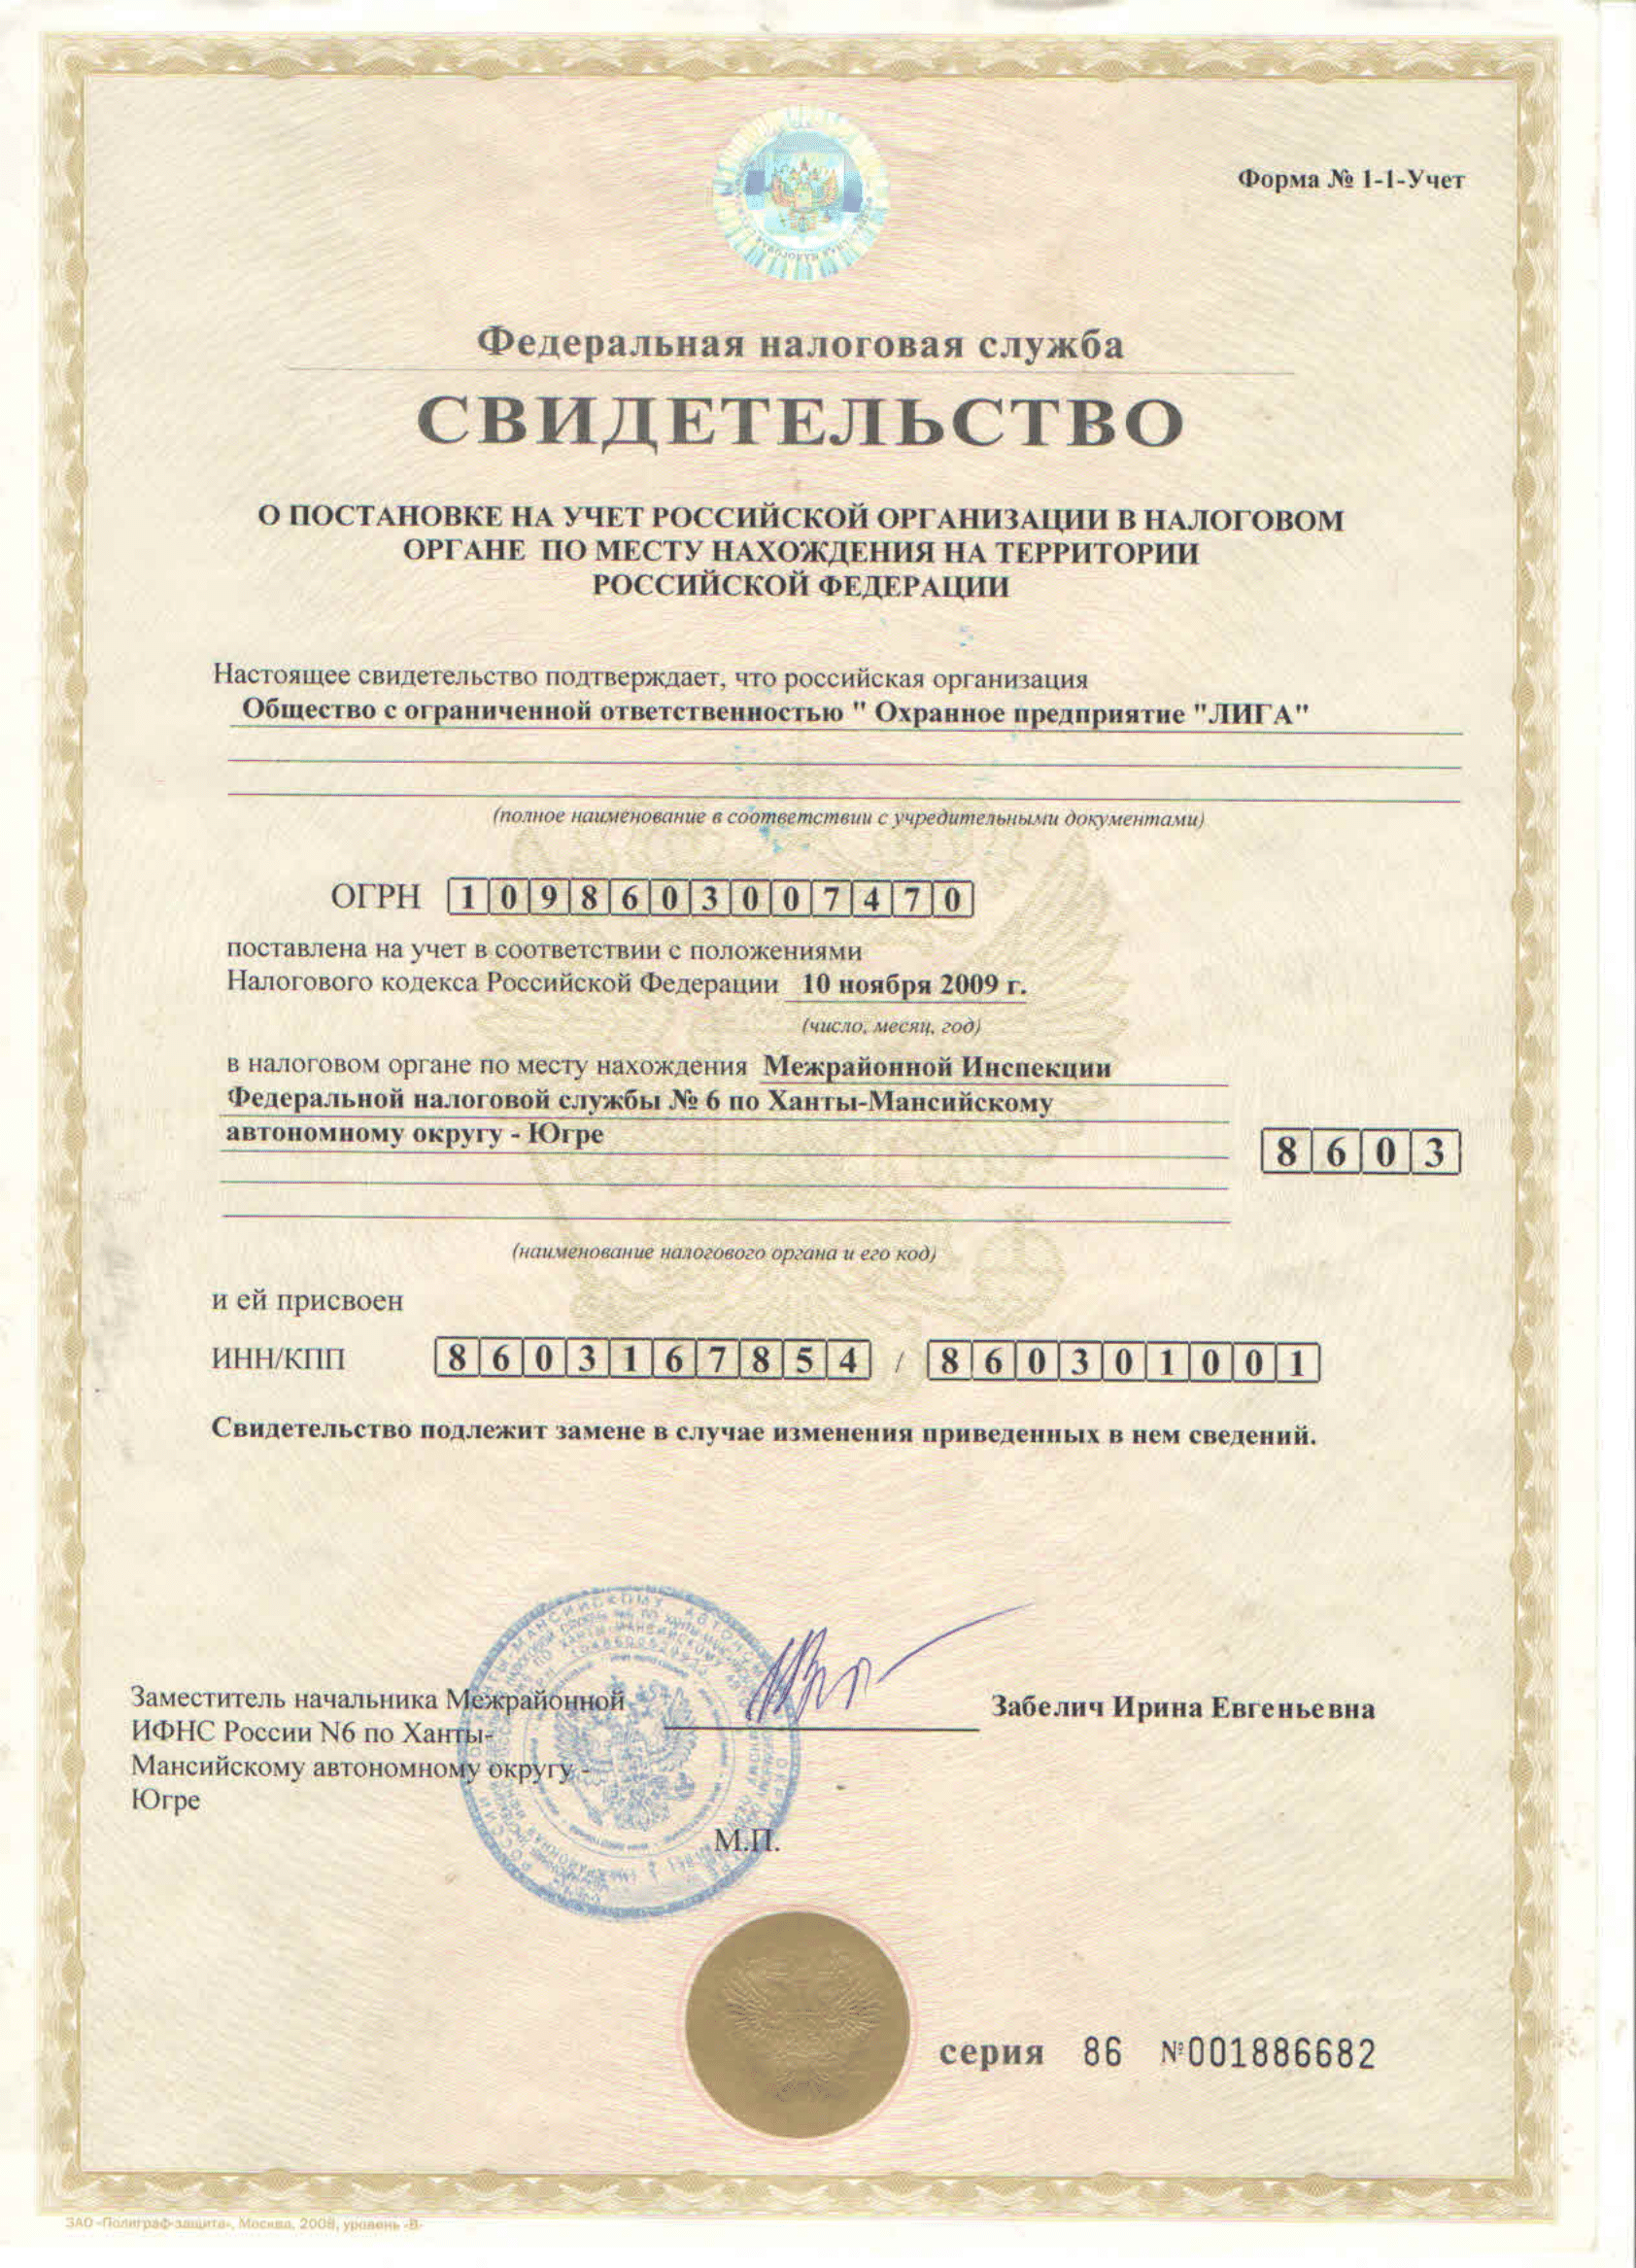 Форма № 1-1-Учет
Федеральная налоговая служба
СВИДЕТЕЛЬСТВО
О ПОСТАНОВКЕ НА УЧЕТ РОССИЙСКОЙ ОРГАНИЗАЦИИ В НАЛОГОВОМ
ОРГАНЕ ПО МЕСТУ НАХОЖДЕНИЯ НА ТЕРРИТОРИИ
РОССИЙСКОЙ ФЕДЕРАЦИИ
Настоящее свидетельство подтверждает, что российская организация
Общество с ограниченной ответственностью " Охранное предприятие "ЛИГА"
(полное наименование в соответствии с учредительными документами)
ОГРН 1098603007470
поставлена на учет в соответствии с положениями
Налогового кодекса Российской Федерации 10 ноября 2009 г.
(число, месяц, год)
в налоговом органе по месту нахождения Межрайонной Инспекции
Федеральной налоговой службы № 6 по Ханты-Мансийскому
автономному округу - Югре
8603
(наименование налогового органа и его код)
и ей присвоен
ИНН/КПП 8603167854 / 860301001
Свидетельство подлежит замене в случае изменения приведенных в нем сведений.
Заместитель начальника Межрайонной
ИФНС России N6 по Ханты-
Мансийскому автономному округу -
Югре
Забелич Ирина Евгеньевна
М.П.
серия 86 №001886682
ЗАО «Полиграф-защита», Москва, 2008, уровень «В»